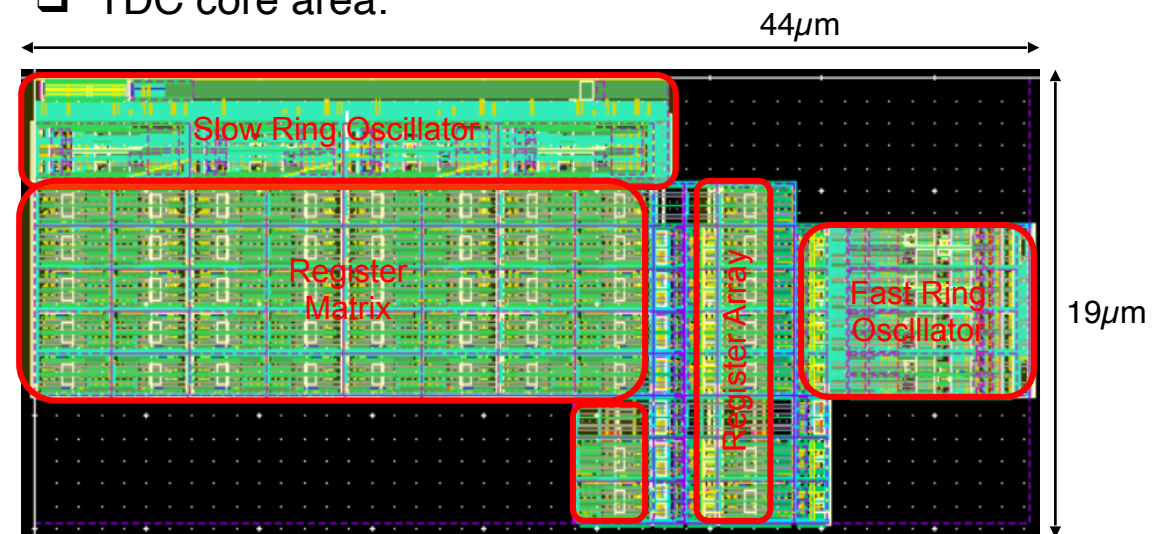 ❑ TDC core area:
44µm
Slow Ring Oscillator
Register
Matrix
Register Array
Fast Ring
Oscillator
19µm